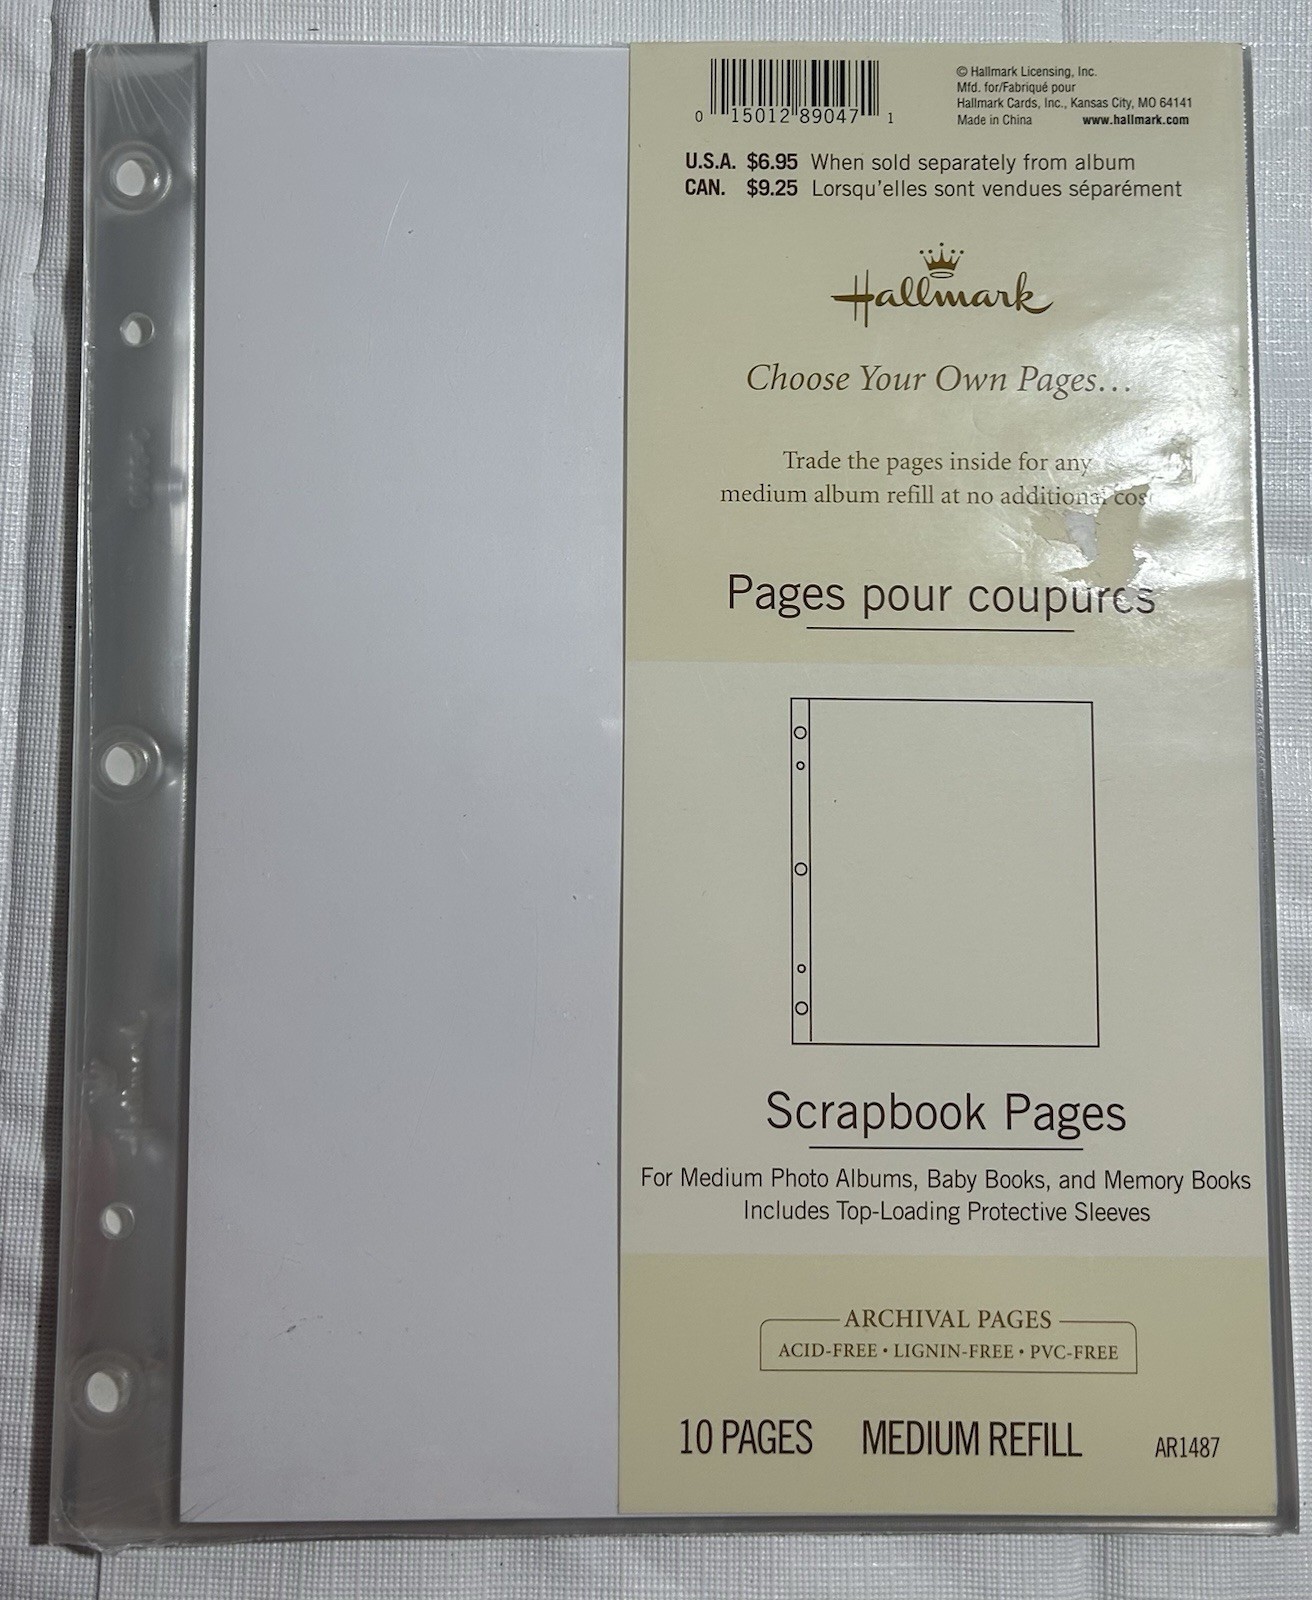 0 15012 89047 1
© Hallmark Licensing, Inc.
Mfd. for/Fabriqué pour
Hallmark Cards, Inc., Kansas City, MO 64141
Made in China www.hallmark.com
U.S.A. $6.95 When sold separately from album
CAN. $9.25 Lorsqu'elles sont vendues séparément
Hallmark
Choose Your Own Pages...
Trade the pages inside for any
medium album refill at no additional cost
Pages pour coupures
Scrapbook Pages
For Medium Photo Albums, Baby Books, and Memory Books
Includes Top-Loading Protective Sleeves
ARCHIVAL PAGES
ACID-FREE • LIGNIN-FREE • PVC-FREE
10 PAGES MEDIUM REFILL AR1487